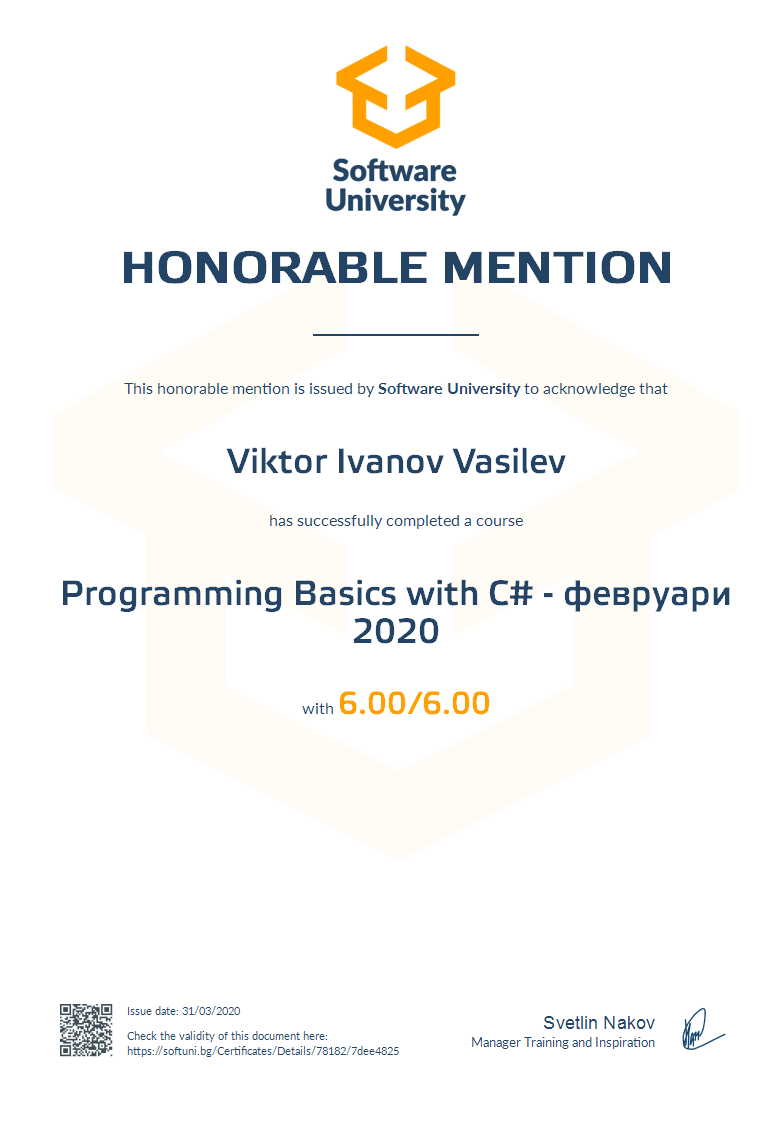 Software
University
HONORABLE MENTION
This honorable mention is issued by Software University to acknowledge that
Viktor Ivanov Vasilev
has successfully completed a course
Programming Basics with C# - февруари
2020
with 6.00/6.00
Issue date: 31/03/2020
Check the validity of this document here:
https://softuni.bg/Certificates/Details/78182/7dee4825
Svetlin Nakov
Manager Training and Inspiration